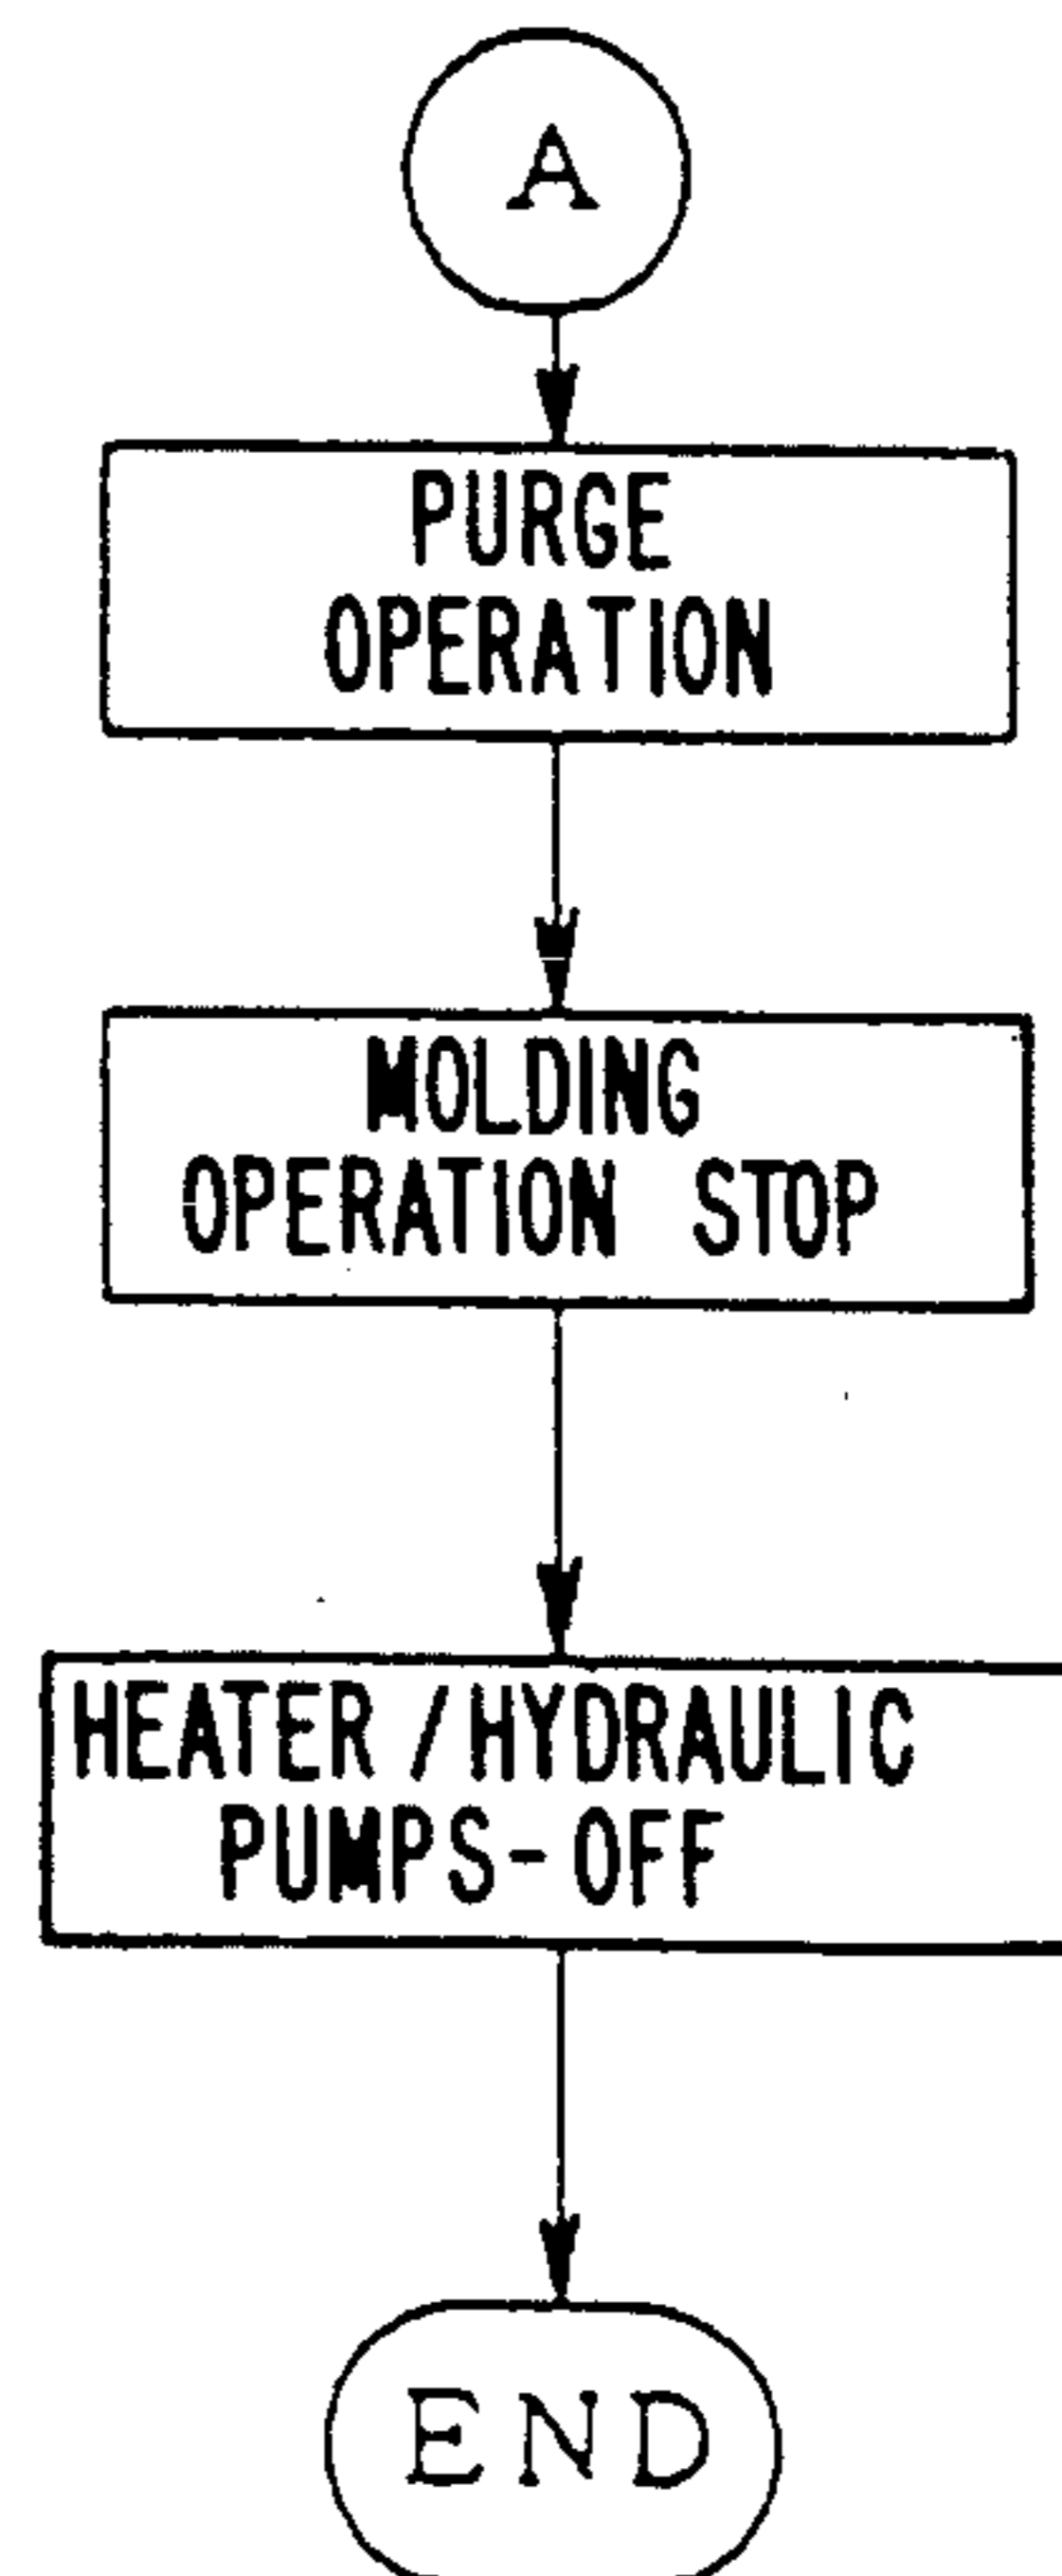 A
PURGE
OPERATION
MOLDING
OPERATION STOP
HEATER/HYDRAULIC
PUMPS-OFF
END